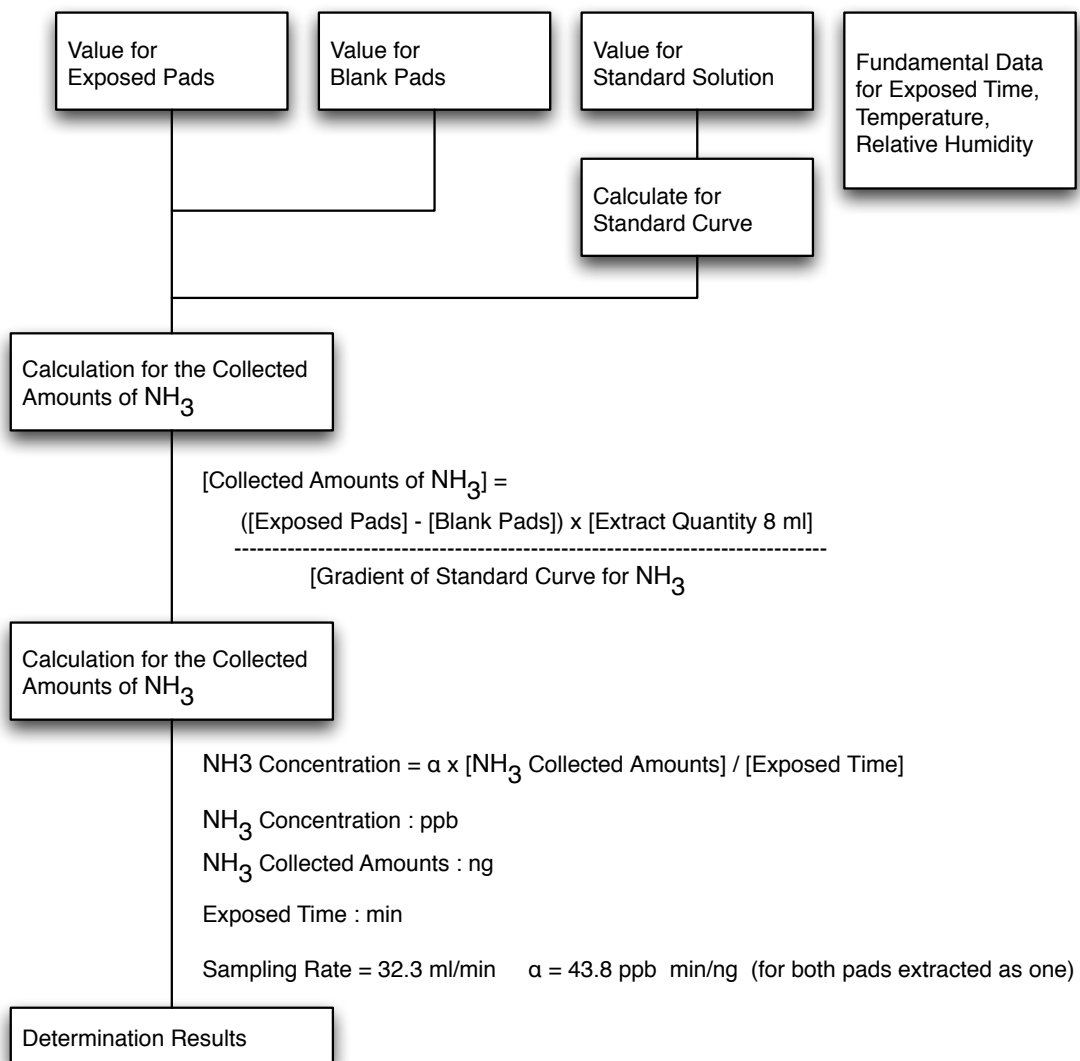 Value for
Exposed Pads
Value for
Blank Pads
Value for
Standard Solution
Fundamental Data
for Exposed Time,
Temperature,
Relative Humidity
Calculate for
Standard Curve
Calculation for the Collected
Amounts of NH3
[Collected Amounts of NH3] =
([Exposed Pads] - [Blank Pads]) x [Extract Quantity 8 ml]
------------------------------------------------------------------------------
[Gradient of Standard Curve for NH3
Calculation for the Collected
Amounts of NH3
NH3 Concentration = α x [NH3 Collected Amounts] / [Exposed Time]
NH3 Concentration : ppb
NH3 Collected Amounts : ng
Exposed Time : min
Sampling Rate = 32.3 ml/min α = 43.8 ppb min/ng (for both pads extracted as one)
Determination Results